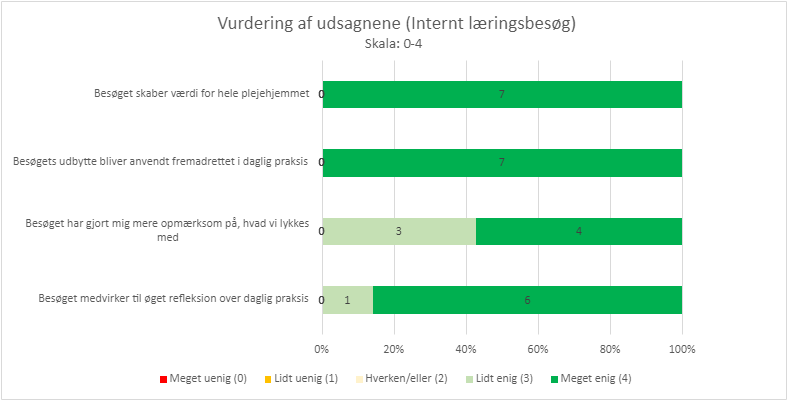 Vurdering af udsagnene (Internt læringsbesøg)
Skala: 0-4
Besøget skaber værdi for hele plejehjemmet
0 7
Besøgets udbytte bliver anvendt fremadrettet i daglig praksis
0 7
Besøget har gjort mig mere opmærksom på, hvad vi lykkes
med
0 3 4
Besøget medvirker til øget refleksion over daglig praksis
0 1 6
0% 20% 40% 60% 80% 100%
Meget uenig (0) Lidt uenig (1) Hverken/eller (2) Lidt enig (3) Meget enig (4)